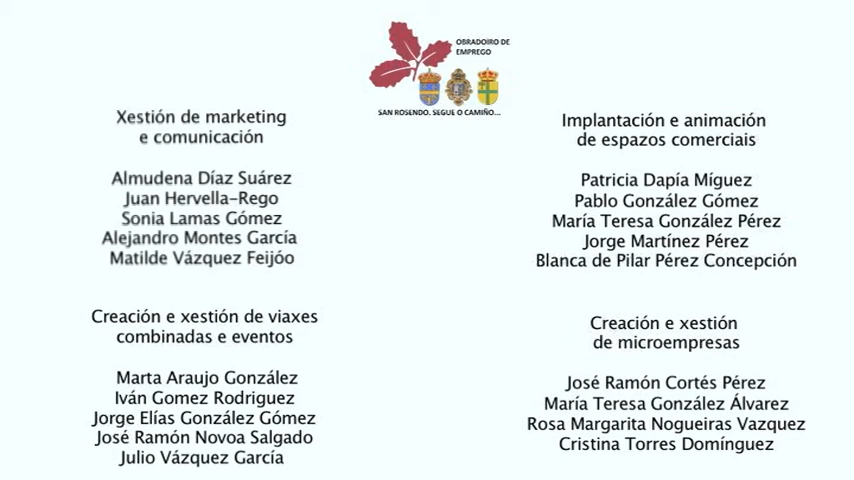 OBRADOIRO DE
EMPREGO
SAN ROSENDO, SEGUE O CAMIÑO...
Xestión de marketing
e comunicación
Almudena Díaz Suárez
Juan Hervella-Rego
Sonia Lamas Gómez
Alejandro Montes García
Matilde Vázquez Feijóo
Implantación e animación
de espazos comerciais
Patricia Dapía Míguez
Pablo González Gómez
María Teresa González Pérez
Jorge Martínez Pérez
Blanca de Pilar Pérez Concepción
Creación e xestión de viaxes
combinadas e eventos
Marta Araujo González
Iván Gomez Rodriguez
Jorge Elías González Gómez
José Ramón Novoa Salgado
Julio Vázquez García
Creación e xestión
de microempresas
José Ramón Cortés Pérez
María Teresa González Álvarez
Rosa Margarita Nogueiras Vazquez
Cristina Torres Domínguez